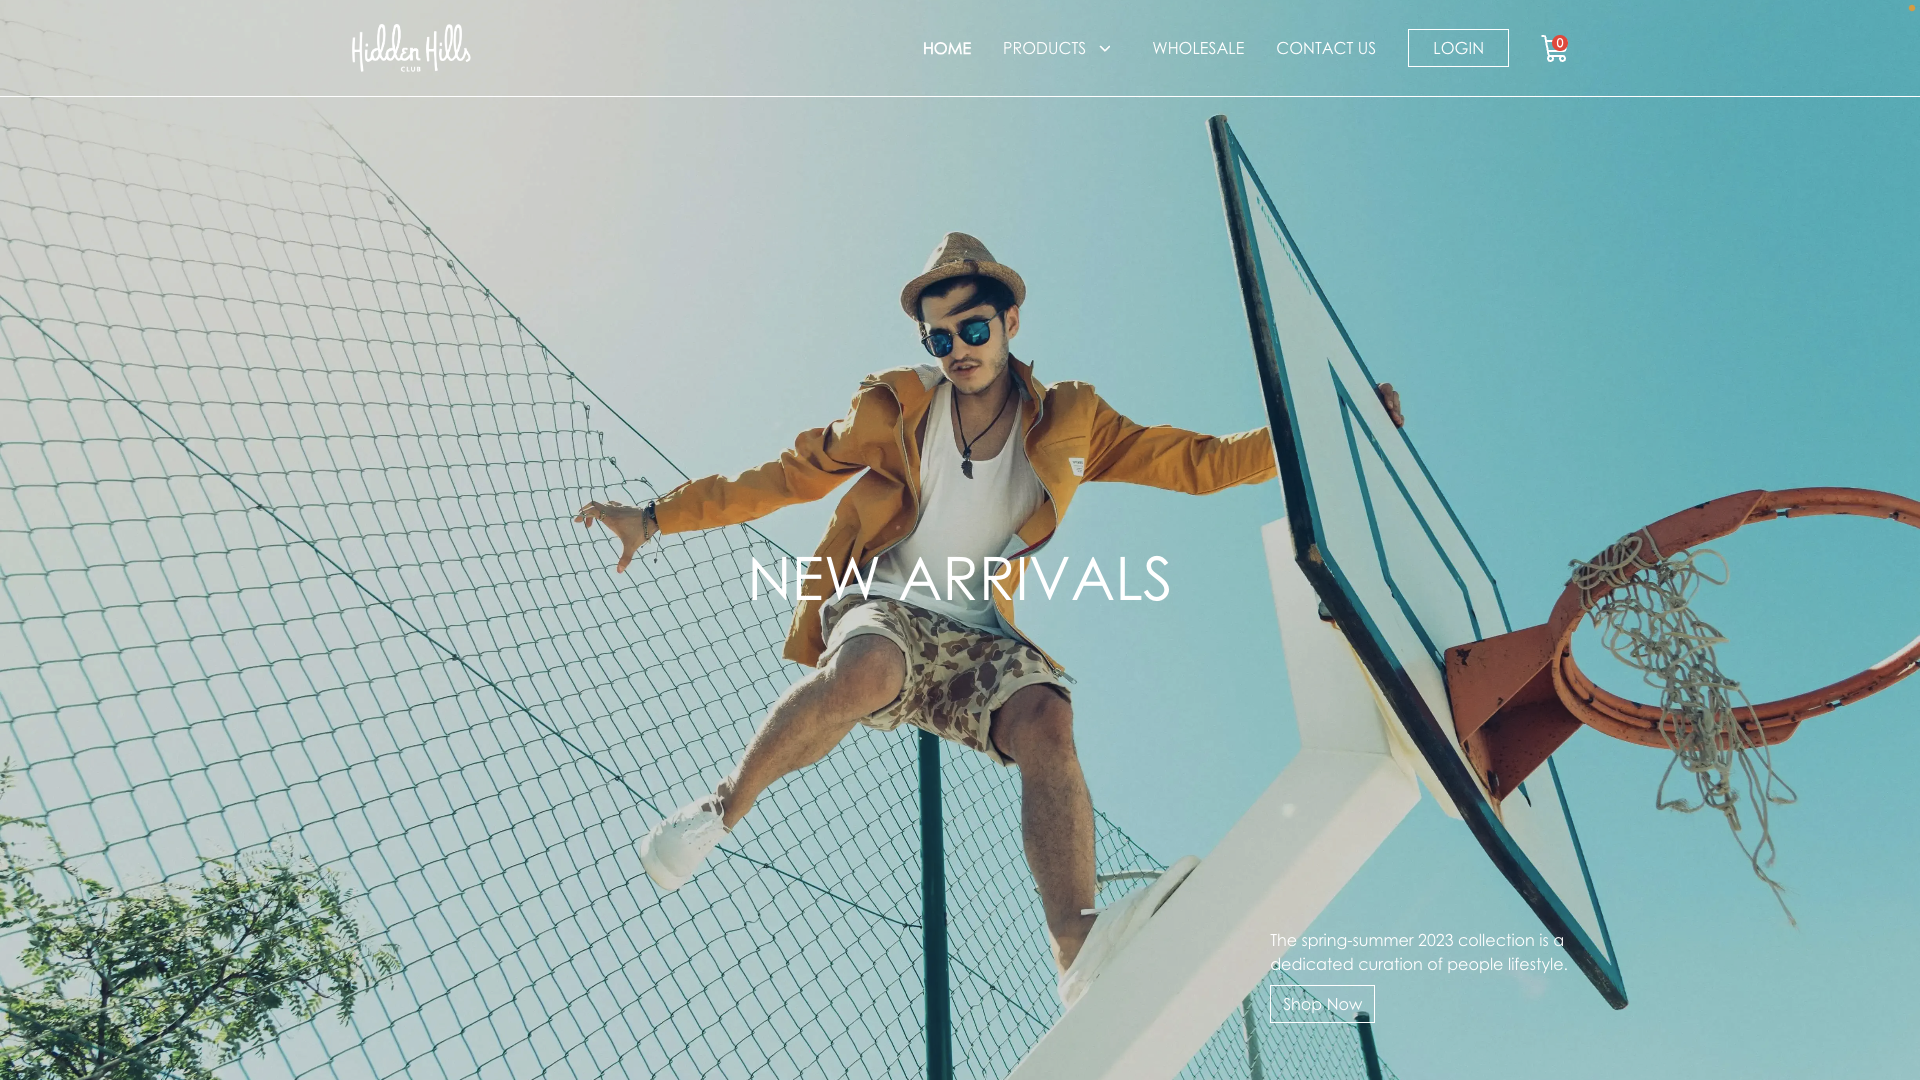 Hidden Hills
CLUB
HOME
PRODUCTS
WHOLESALE
CONTACT US
LOGIN
0
NEW ARRIVALS
The spring-summer 2023 collection is a
dedicated curation of people lifestyle.
Shop Now